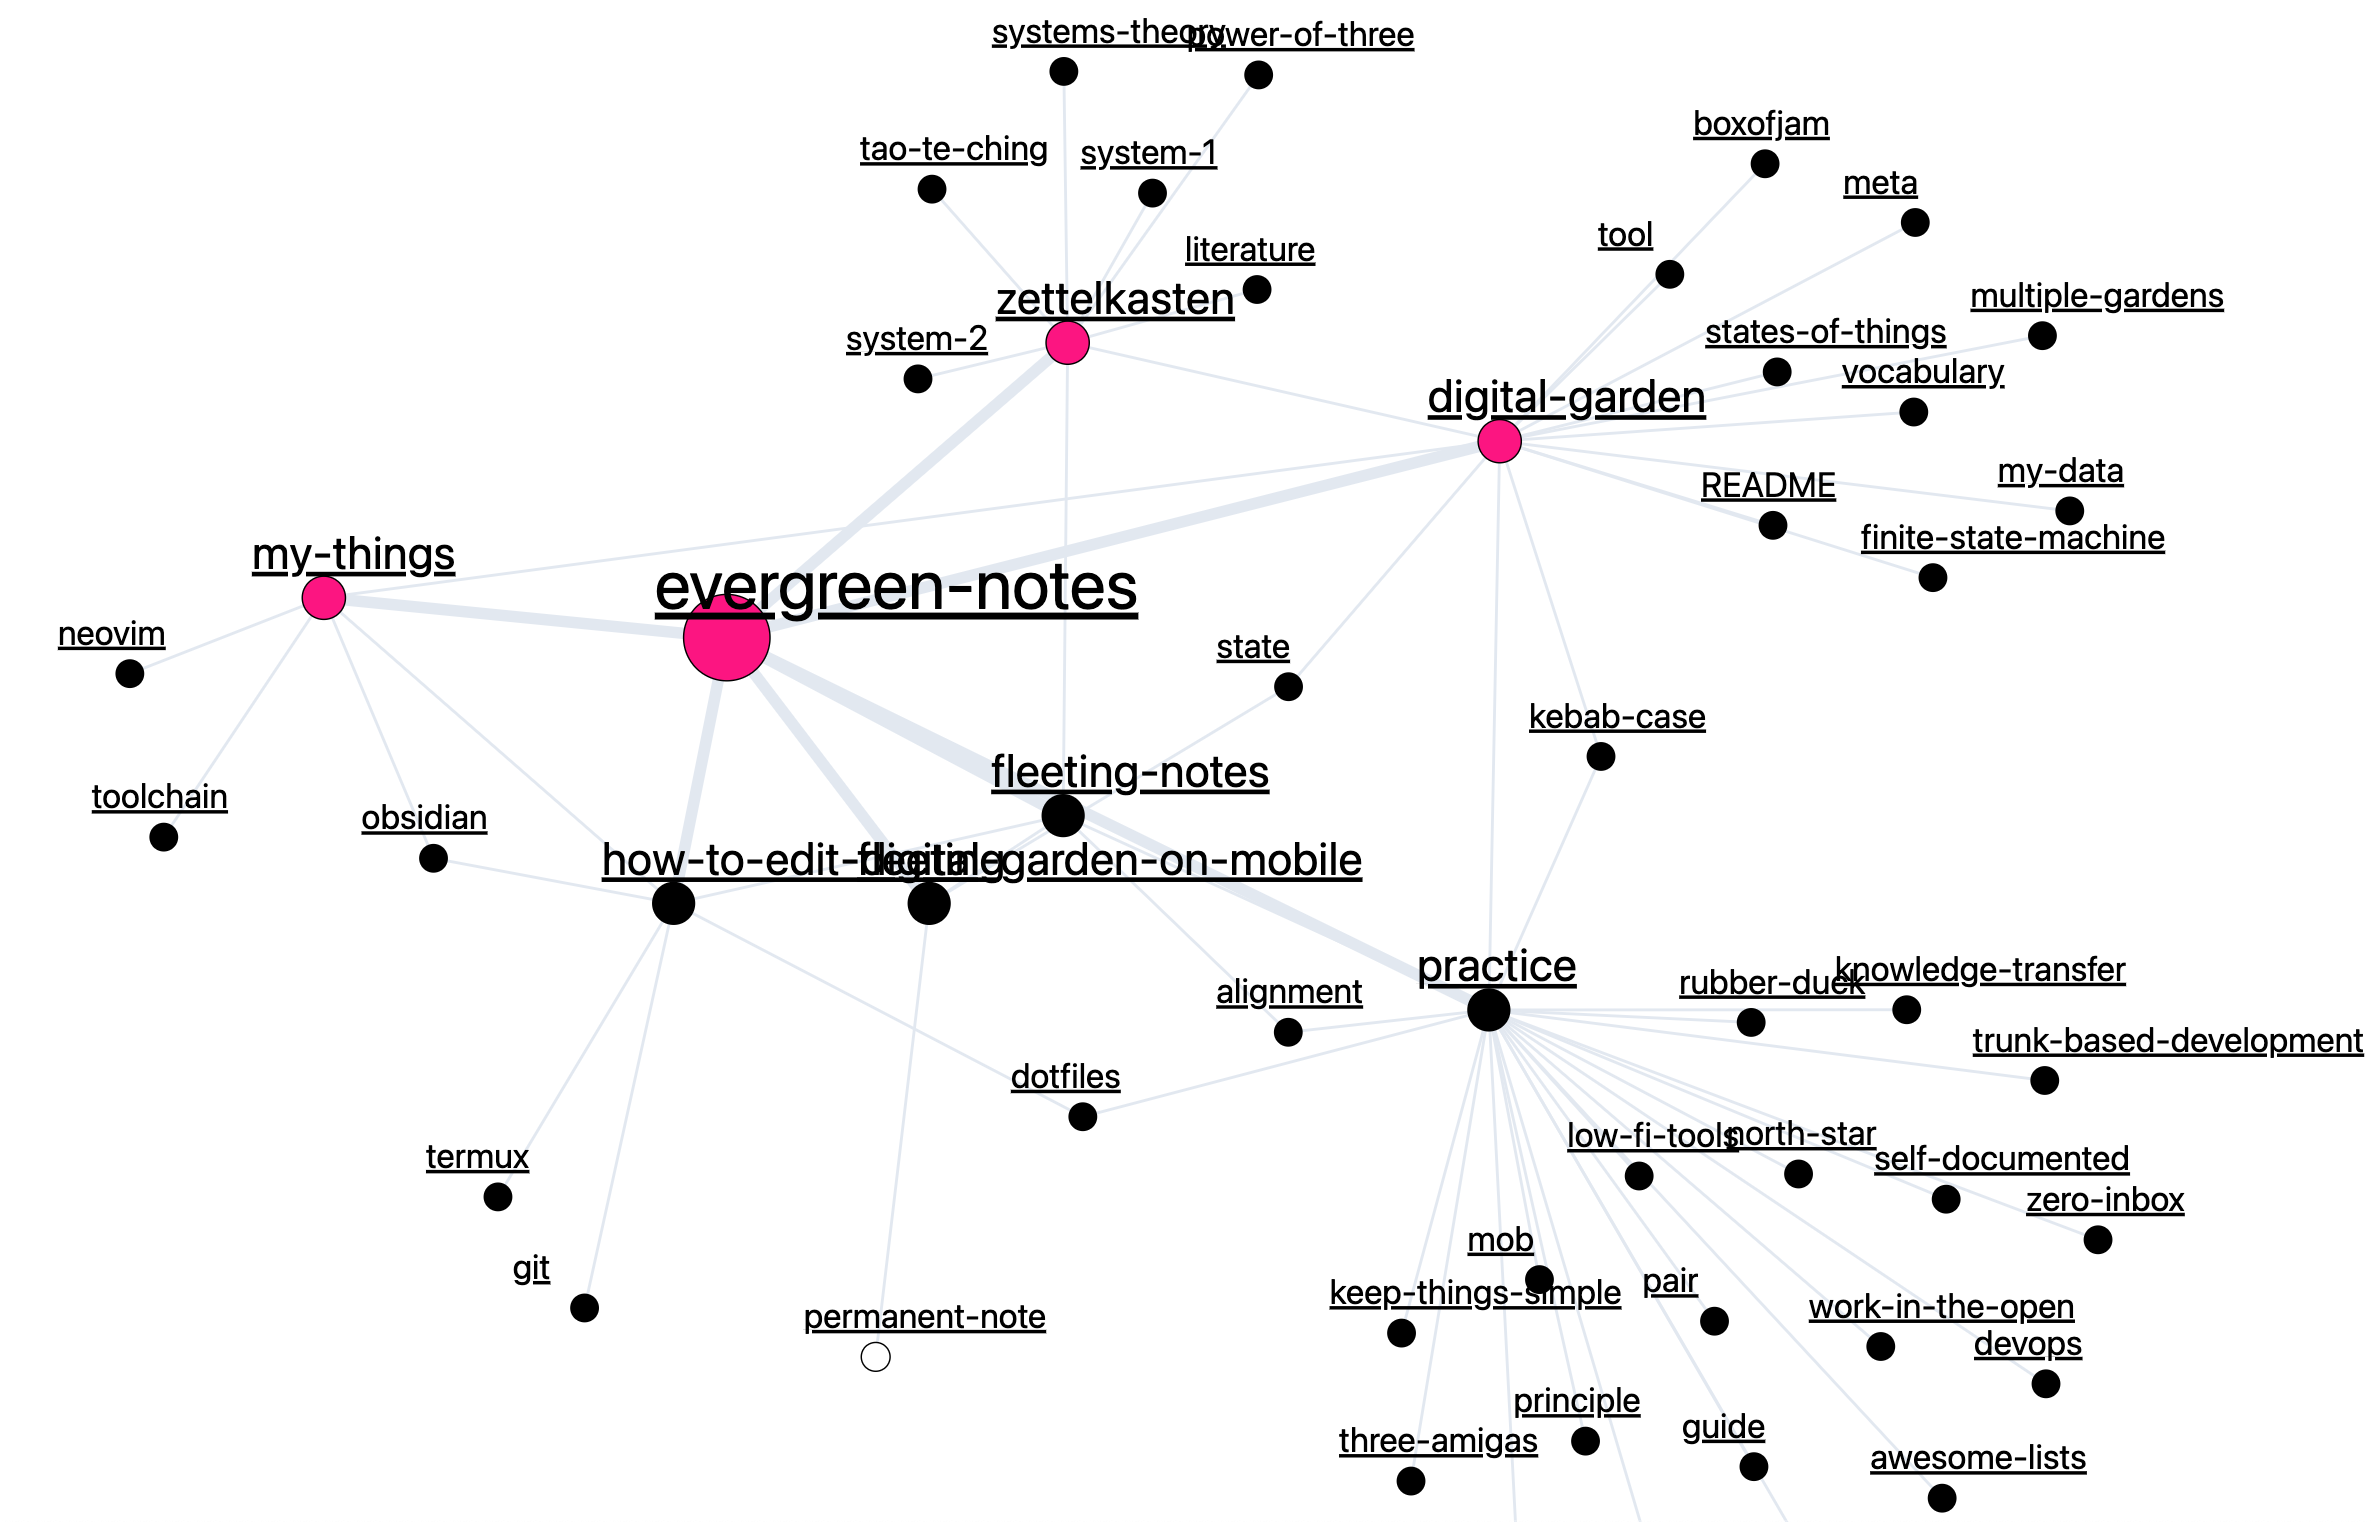 systems-theory
power-of-three
boxofjam
tao-te-ching
system-1
meta
tool
literature
zettelkasten
multiple-gardens
states-of-things
system-2
vocabulary
digital-garden
my-data
README
finite-state-machine
my-things
evergreen-notes
neovim
state
kebab-case
fleeting-notes
toolchain
obsidian
how-to-edit-digital-garden-on-mobile
fleeting
practice
knowledge-transfer
rubber-duck
alignment
trunk-based-development
dotfiles
low-fi-tools
north-star
termux
self-documented
zero-inbox
mob
git
keep-things-simple
pair
work-in-the-open
permanent-note
devops
principle
guide
three-amigas
awesome-lists